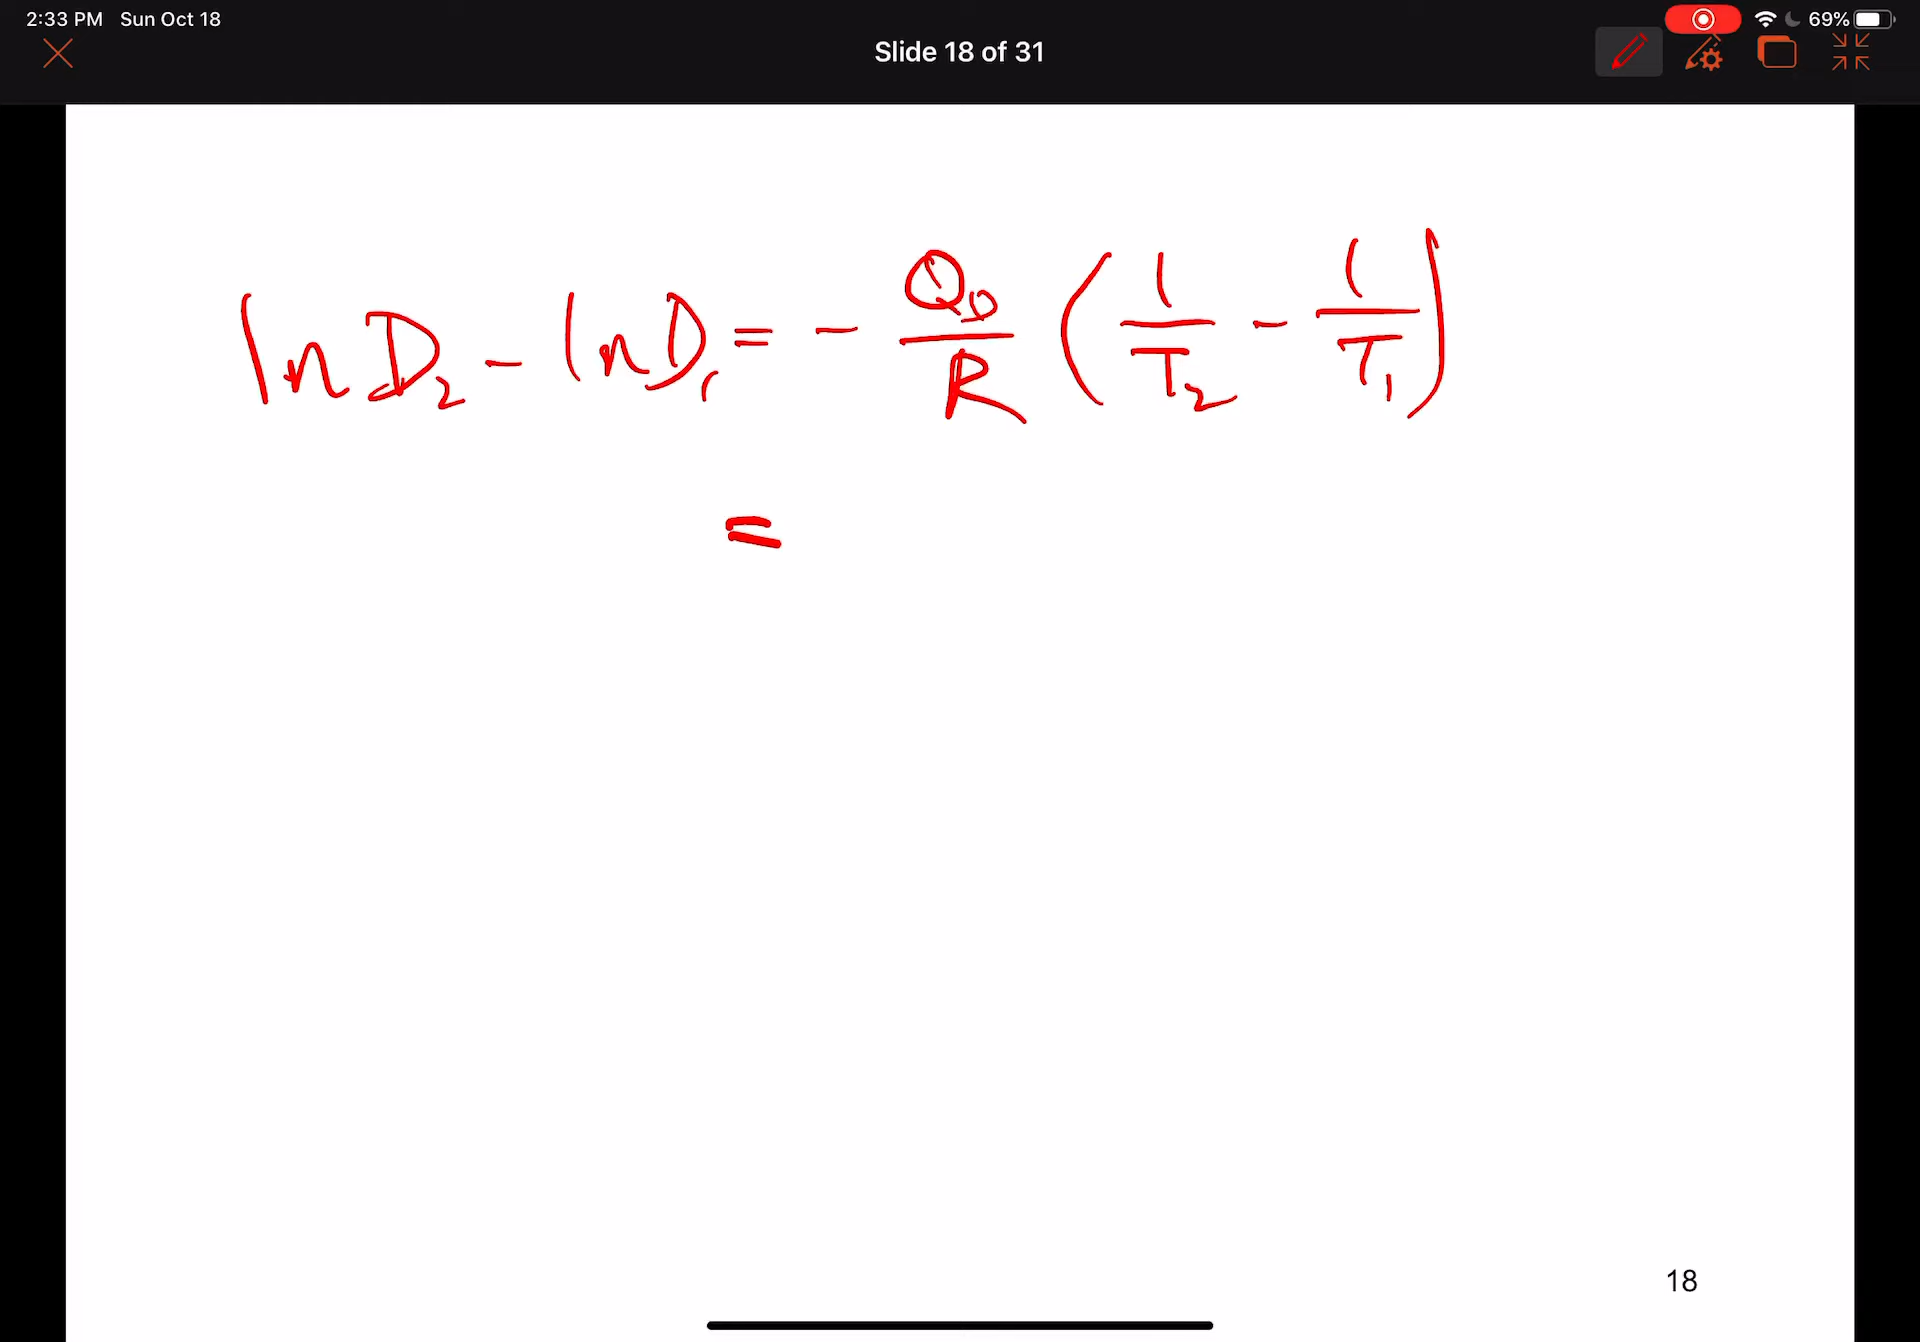 2:33 PM Sun Oct 18
69%
Slide 18 of 31
ln D₂ - ln D₁ = - Q_D/R (1/T₂ - 1/T₁)
=
18